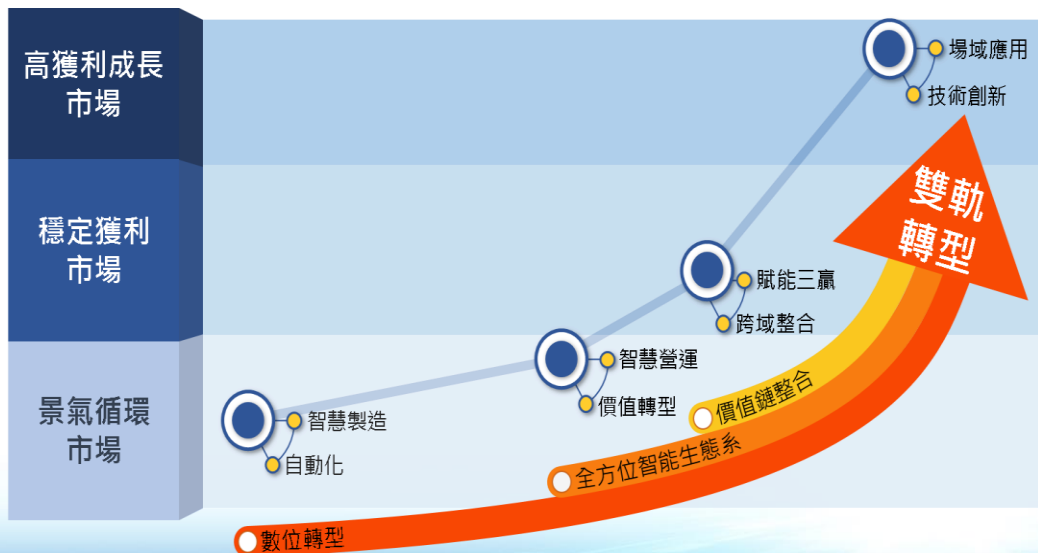 高獲利成長
市場
場域應用
技術創新
雙軌
轉型
穩定獲利
市場
賦能三贏
跨域整合
智慧營運
價值轉型
價值鏈整合
景氣循環
市場
智慧製造
自動化
全方位智能生態系
數位轉型